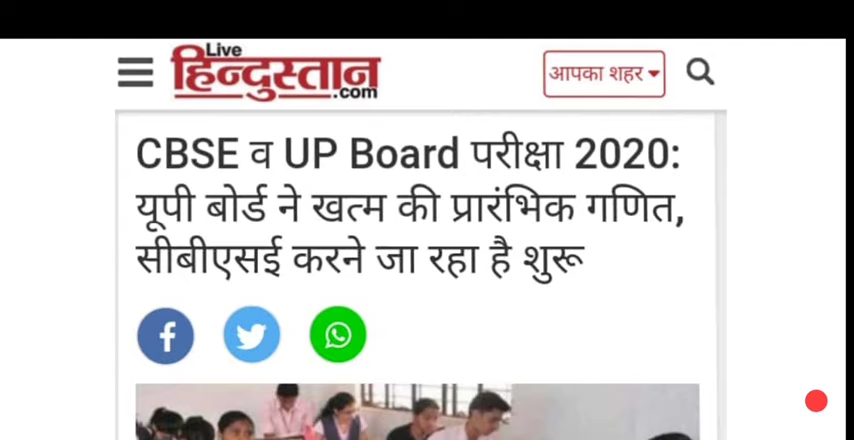 Live
हिन्दुस्तान
.com
आपका शहर
CBSE व UP Board परीक्षा 2020:
यूपी बोर्ड ने खत्म की प्रारंभिक गणित,
सीबीएसई करने जा रहा है शुरू